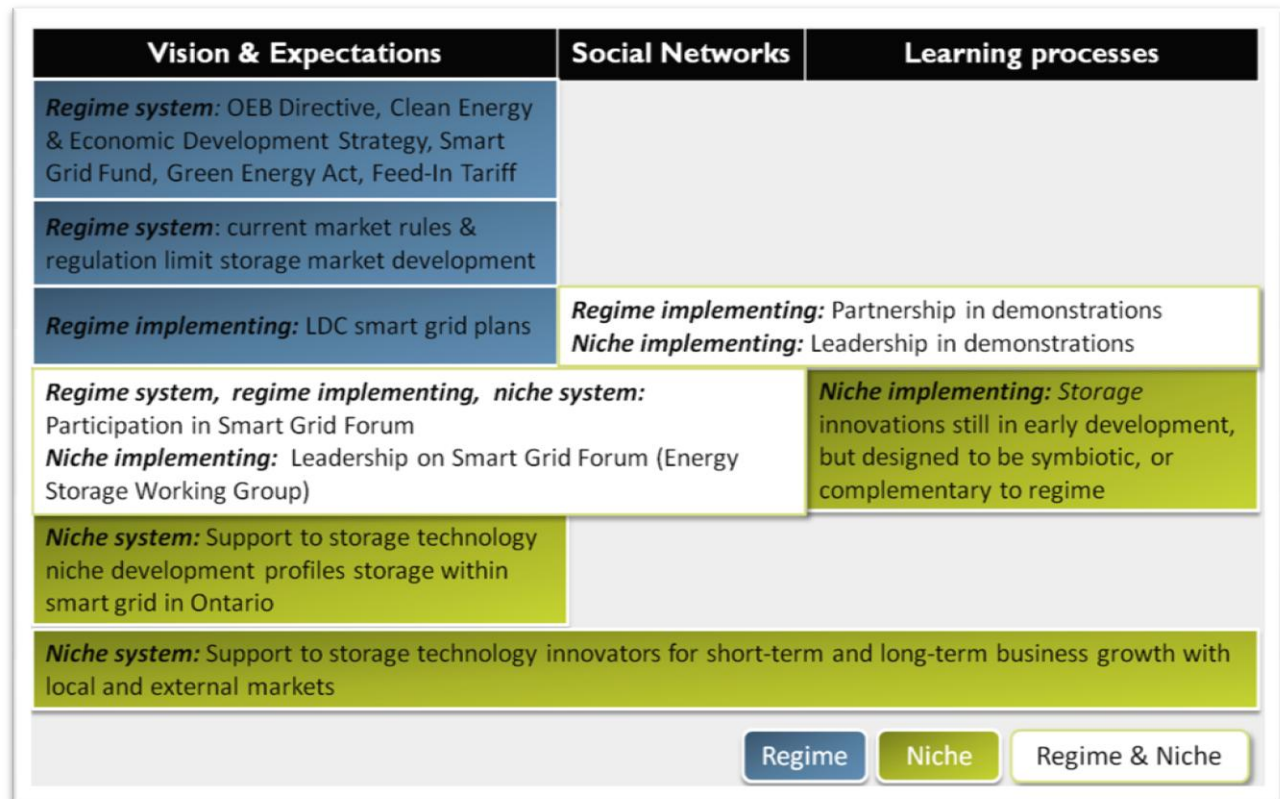 Vision & Expectations
Social Networks
Learning processes
Regime system: OEB Directive, Clean Energy
& Economic Development Strategy, Smart
Grid Fund, Green Energy Act, Feed-In Tariff
Regime system: current market rules &
regulation limit storage market development
Regime implementing: LDC smart grid plans
Regime implementing: Partnership in demonstrations
Niche implementing: Leadership in demonstrations
Regime system, regime implementing, niche system:
Participation in Smart Grid Forum
Niche implementing: Leadership on Smart Grid Forum (Energy
Storage Working Group)
Niche implementing: Storage
innovations still in early development,
but designed to be symbiotic, or
complementary to regime
Niche system: Support to storage technology
niche development profiles storage within
smart grid in Ontario
Niche system: Support to storage technology innovators for short-term and long-term business growth with
local and external markets
Regime
Niche
Regime & Niche